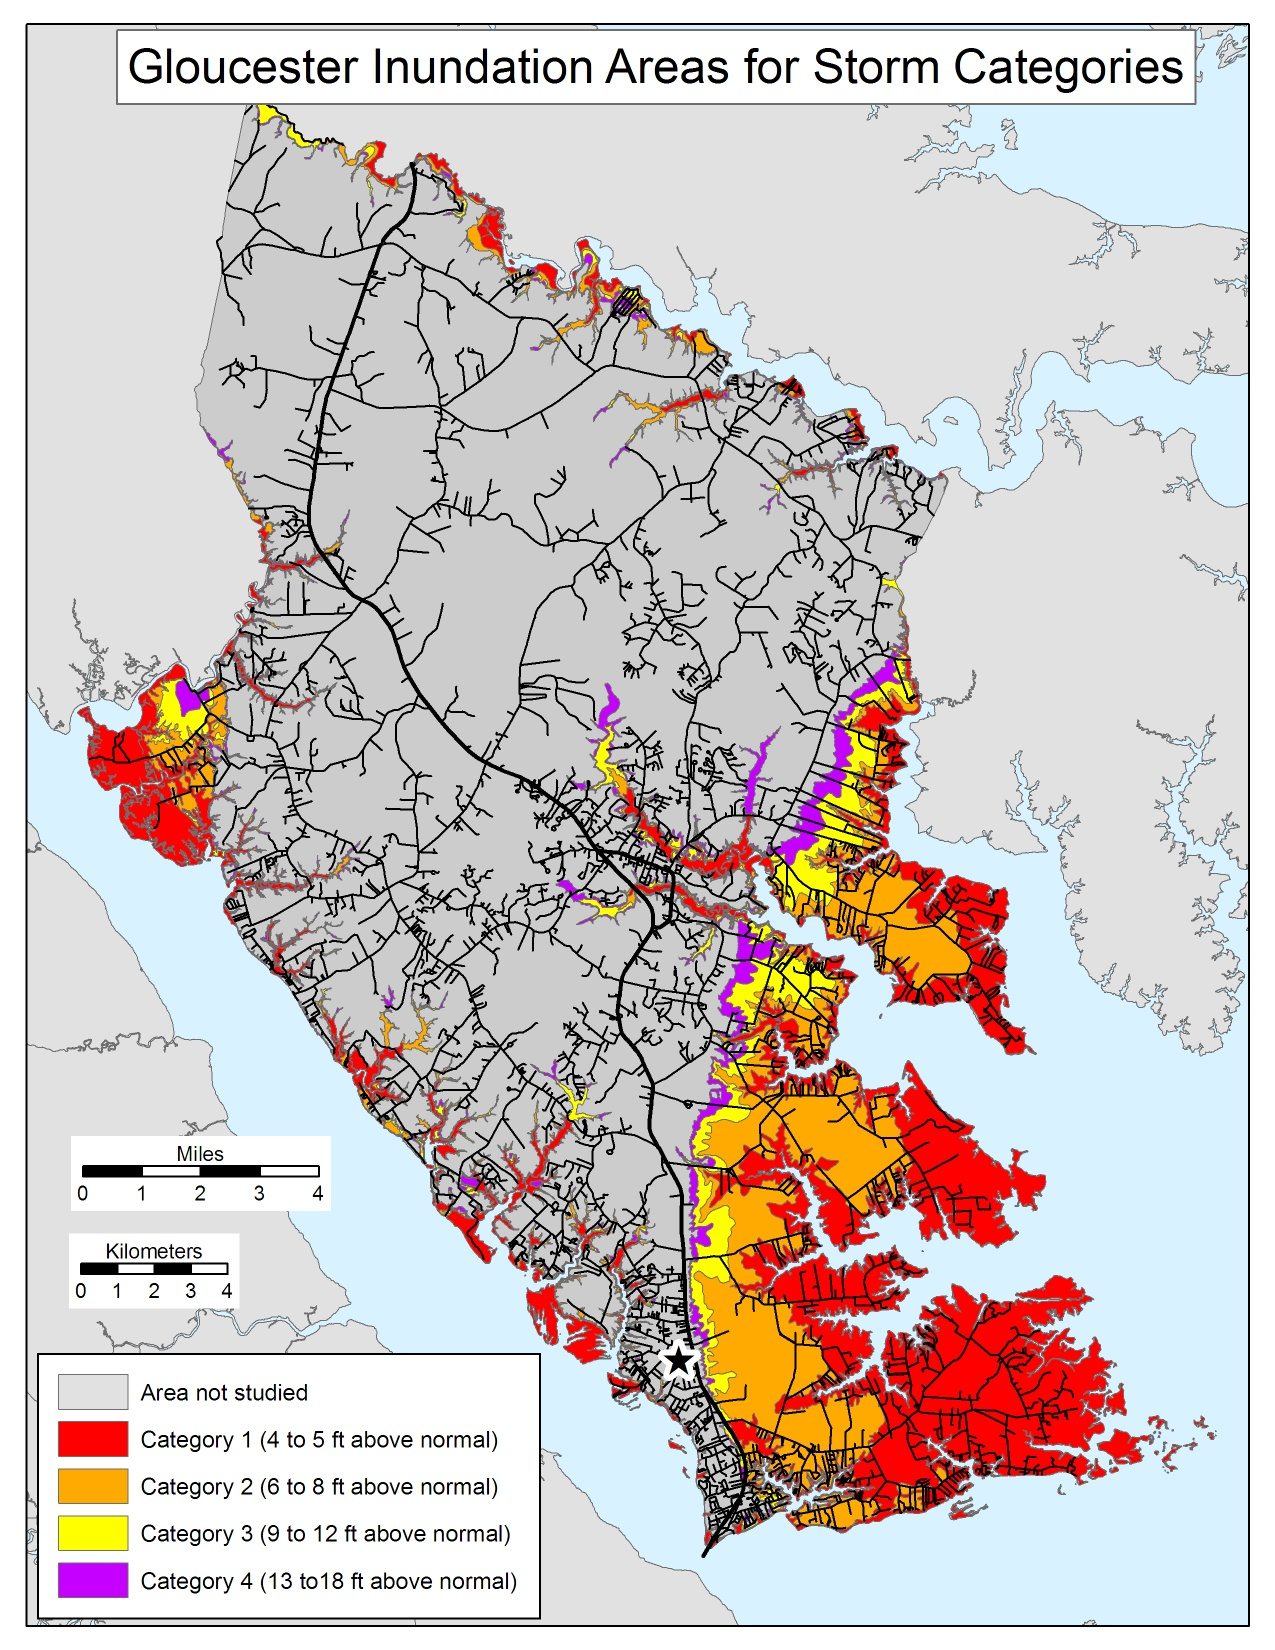 Gloucester Inundation Areas for Storm Categories
Miles
0 1 2 3 4
Kilometers
0 1 2 3 4
Area not studied
Category 1 (4 to 5 ft above normal)
Category 2 (6 to 8 ft above normal)
Category 3 (9 to 12 ft above normal)
Category 4 (13 to18 ft above normal)